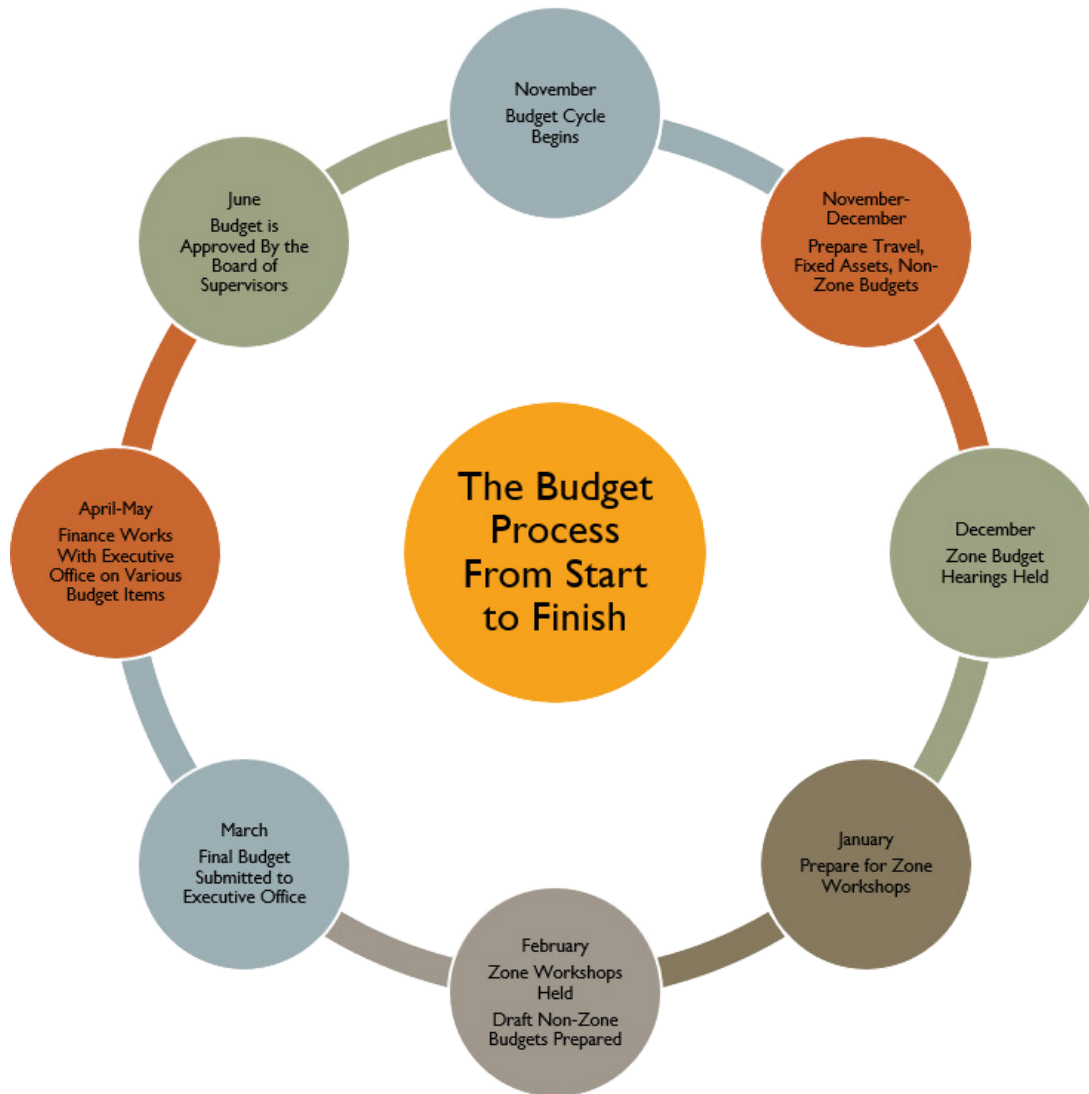 November
Budget Cycle
Begins
November-
December
Prepare Travel,
Fixed Assets, Non-
Zone Budgets
December
Zone Budget
Hearings Held
January
Prepare for Zone
Workshops
February
Zone Workshops
Held
Draft Non-Zone
Budgets Prepared
March
Final Budget
Submitted to
Executive Office
April-May
Finance Works
With Executive
Office on Various
Budget Items
June
Budget is
Approved By the
Board of
Supervisors
The Budget
Process
From Start
to Finish